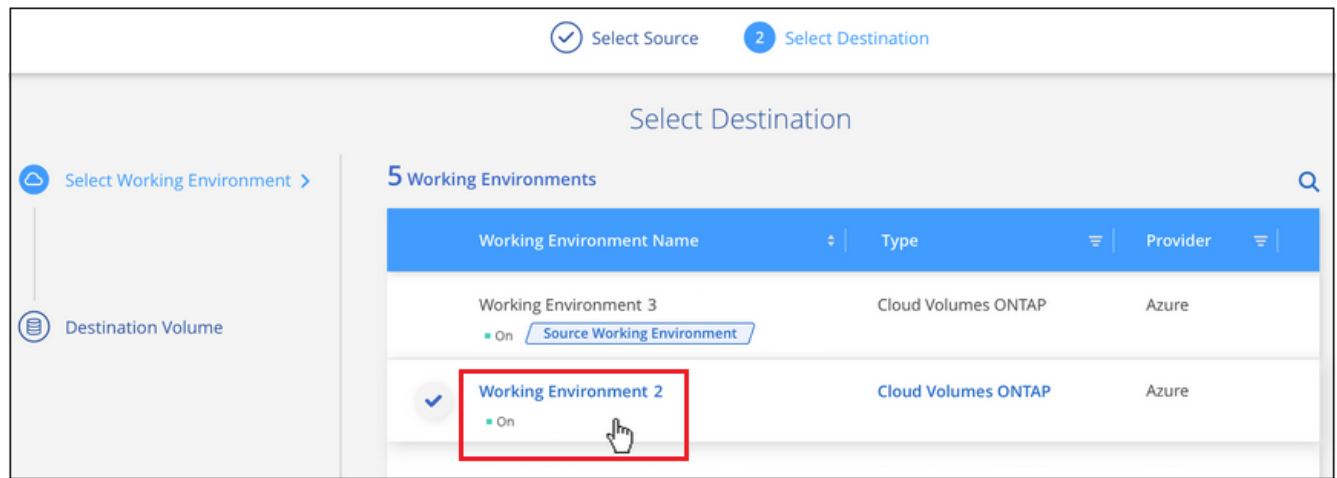 Select Source
2 Select Destination
Select Destination
Select Working Environment >
Destination Volume
5 Working Environments
Working Environment Name Type Provider
Working Environment 3 Cloud Volumes ONTAP Azure
On Source Working Environment
Working Environment 2 Cloud Volumes ONTAP Azure
On